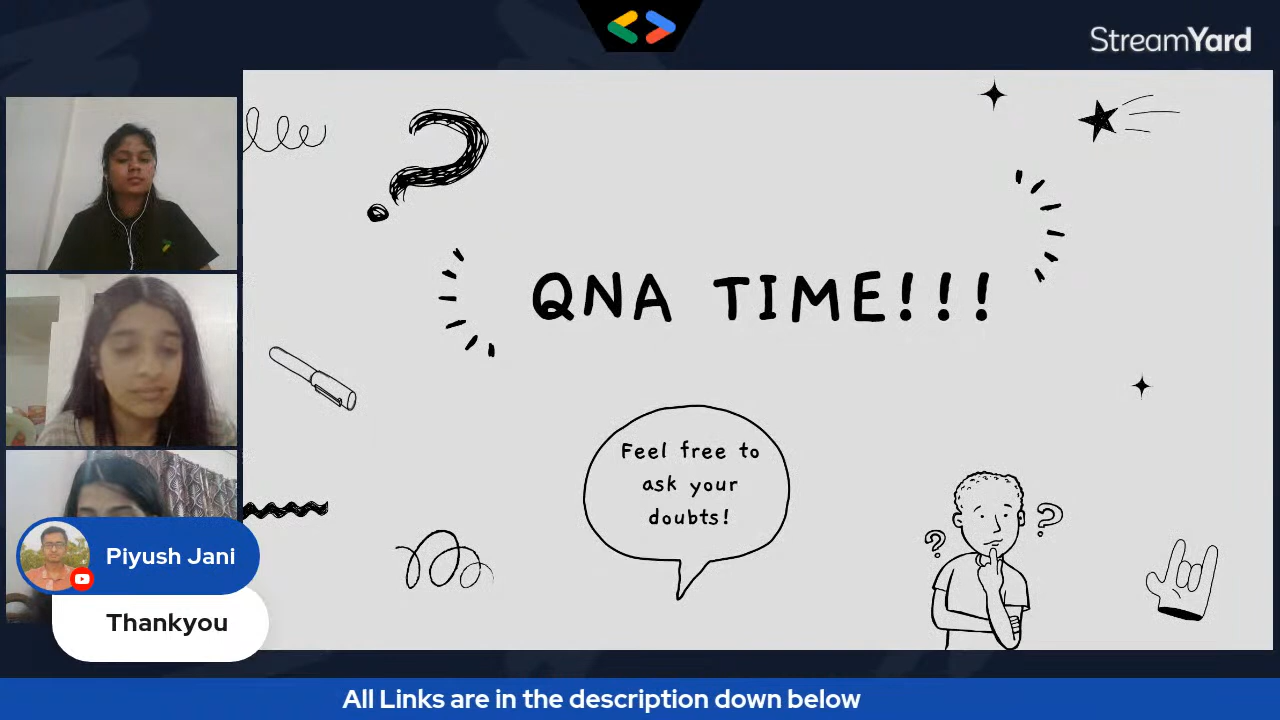 StreamYard
QNA TIME!!!
Feel free to
ask your
doubts!
Piyush Jani
Thankyou
All Links are in the description down below